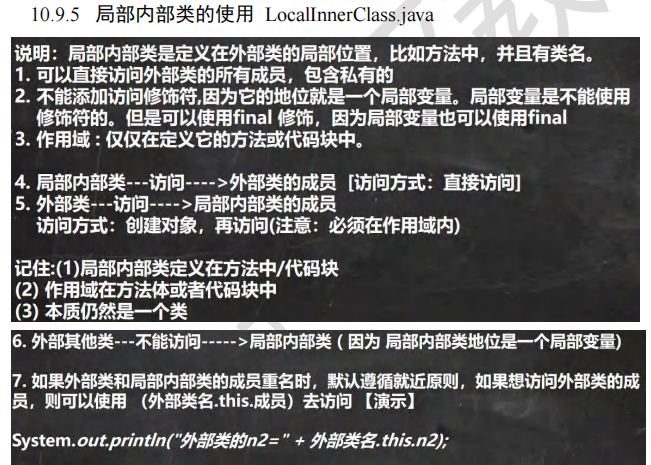 10.9.5 局部内部类的使用 LocalInnerClass.java
说明：局部内部类是定义在外部类的局部位置，比如方法中，并且有类名。
1. 可以直接访问外部类的所有成员，包含私有的
2. 不能添加访问修饰符,因为它的地位就是一个局部变量。局部变量是不能使用
修饰符的。但是可以使用final 修饰，因为局部变量也可以使用final
3. 作用域 : 仅仅在定义它的方法或代码块中。
4. 局部内部类---访问---->外部类的成员 [访问方式：直接访问]
5. 外部类---访问---->局部内部类的成员
访问方式：创建对象，再访问(注意：必须在作用域内)
记住:(1)局部内部类定义在方法中/代码块
(2) 作用域在方法体或者代码块中
(3) 本质仍然是一个类
6. 外部其他类---不能访问----->局部内部类 ( 因为 局部内部类地位是一个局部变量)
7. 如果外部类和局部内部类的成员重名时，默认遵循就近原则，如果想访问外部类的成
员，则可以使用 （外部类名.this.成员）去访问 【演示】
System.out.println("外部类的n2=" + 外部类名.this.n2);